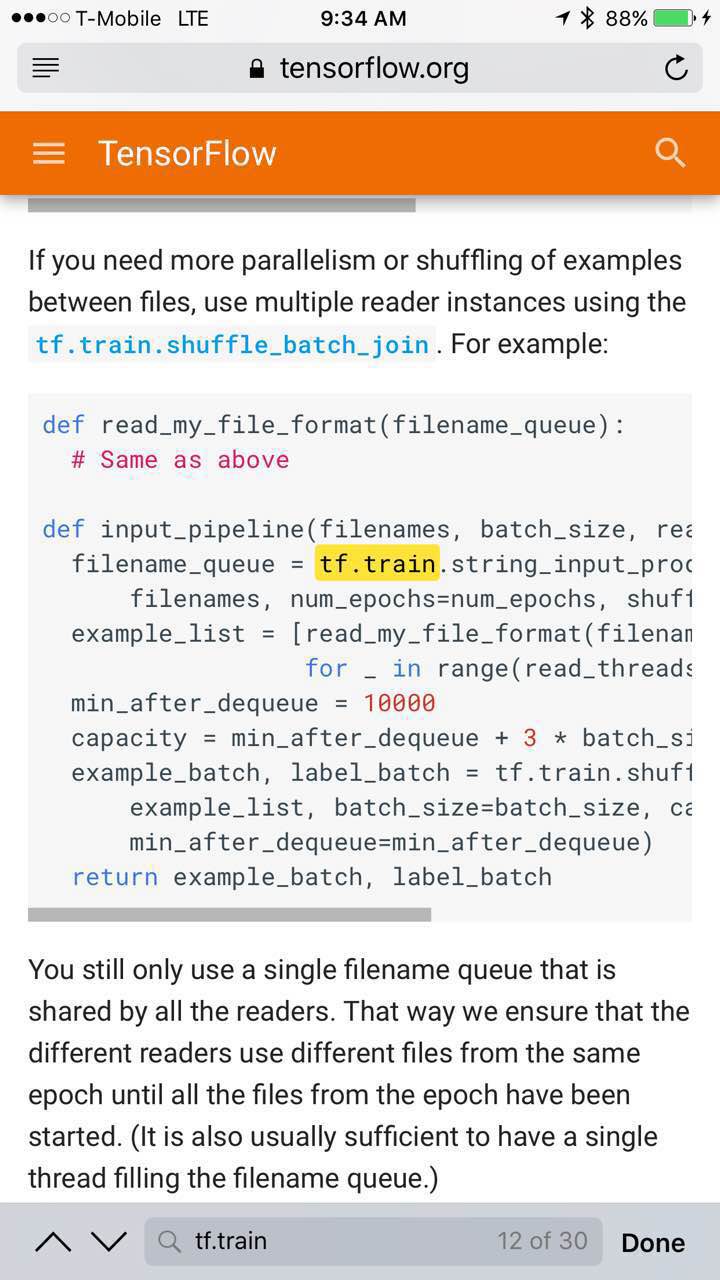 T-Mobile LTE 9:34 AM 88%
tensorflow.org
TensorFlow
If you need more parallelism or shuffling of examples
between files, use multiple reader instances using the
tf.train.shuffle_batch_join. For example:
def read_my_file_format(filename_queue):
  # Same as above
def input_pipeline(filenames, batch_size, rea
  filename_queue = tf.train.string_input_proc
      filenames, num_epochs=num_epochs, shuff
  example_list = [read_my_file_format(filenam
                  for _ in range(read_threads
  min_after_dequeue = 10000
  capacity = min_after_dequeue + 3 * batch_si
  example_batch, label_batch = tf.train.shuff
      example_list, batch_size=batch_size, ca
      min_after_dequeue=min_after_dequeue)
  return example_batch, label_batch
You still only use a single filename queue that is
shared by all the readers. That way we ensure that the
different readers use different files from the same
epoch until all the files from the epoch have been
started. (It is also usually sufficient to have a single
thread filling the filename queue.)
tf.train 12 of 30 Done